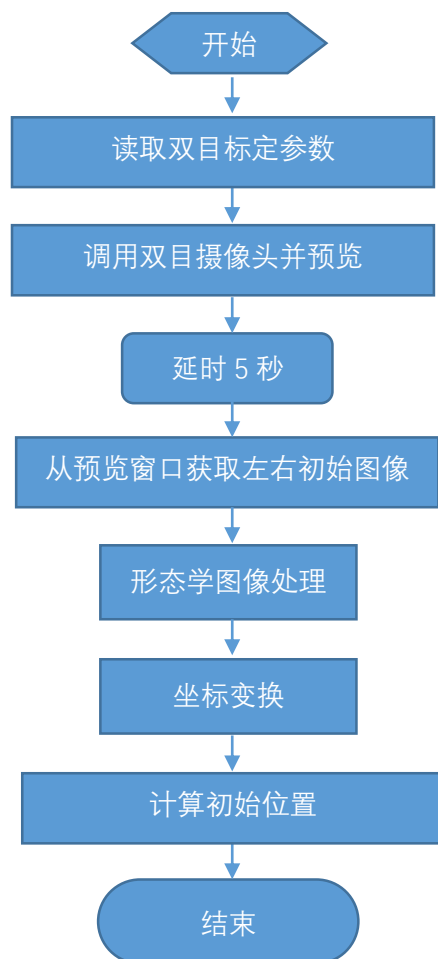 开始
读取双目标定参数
调用双目摄像头并预览
延时 5 秒
从预览窗口获取左右初始图像
形态学图像处理
坐标变换
计算初始位置
结束